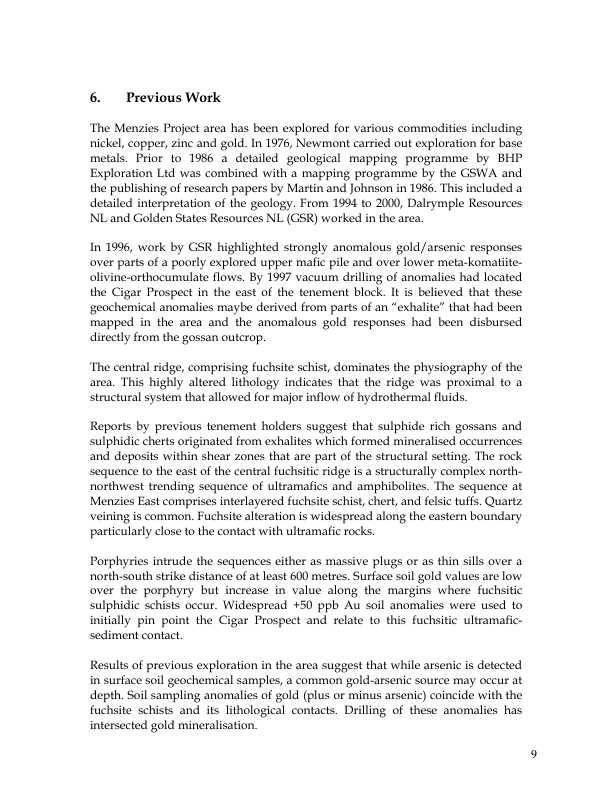 6. Previous Work
The Menzies Project area has been explored for various commodities including
nickel, copper, zinc and gold. In 1976, Newmont carried out exploration for base
metals. Prior to 1986 a detailed geological mapping programme by BHP
Exploration Ltd was combined with a mapping programme by the GSWA and
the publishing of research papers by Martin and Johnson in 1986. This included a
detailed interpretation of the geology. From 1994 to 2000, Dalrymple Resources
NL and Golden States Resources NL (GSR) worked in the area.
In 1996, work by GSR highlighted strongly anomalous gold/arsenic responses
over parts of a poorly explored upper mafic pile and over lower meta-komatiite-
olivine-orthocumulate flows. By 1997 vacuum drilling of anomalies had located
the Cigar Prospect in the east of the tenement block. It is believed that these
geochemical anomalies maybe derived from parts of an “exhalite” that had been
mapped in the area and the anomalous gold responses had been disbursed
directly from the gossan outcrop.
The central ridge, comprising fuchsite schist, dominates the physiography of the
area. This highly altered lithology indicates that the ridge was proximal to a
structural system that allowed for major inflow of hydrothermal fluids.
Reports by previous tenement holders suggest that sulphide rich gossans and
sulphidic cherts originated from exhalites which formed mineralised occurrences
and deposits within shear zones that are part of the structural setting. The rock
sequence to the east of the central fuchsitic ridge is a structurally complex north-
northwest trending sequence of ultramafics and amphibolites. The sequence at
Menzies East comprises interlayered fuchsite schist, chert, and felsic tuffs. Quartz
veining is common. Fuchsite alteration is widespread along the eastern boundary
particularly close to the contact with ultramafic rocks.
Porphyries intrude the sequences either as massive plugs or as thin sills over a
north-south strike distance of at least 600 metres. Surface soil gold values are low
over the porphyry but increase in value along the margins where fuchsitic
sulphidic schists occur. Widespread +50 ppb Au soil anomalies were used to
initially pin point the Cigar Prospect and relate to this fuchsitic ultramafic-
sediment contact.
Results of previous exploration in the area suggest that while arsenic is detected
in surface soil geochemical samples, a common gold-arsenic source may occur at
depth. Soil sampling anomalies of gold (plus or minus arsenic) coincide with the
fuchsite schists and its lithological contacts. Drilling of these anomalies has
intersected gold mineralisation.
9